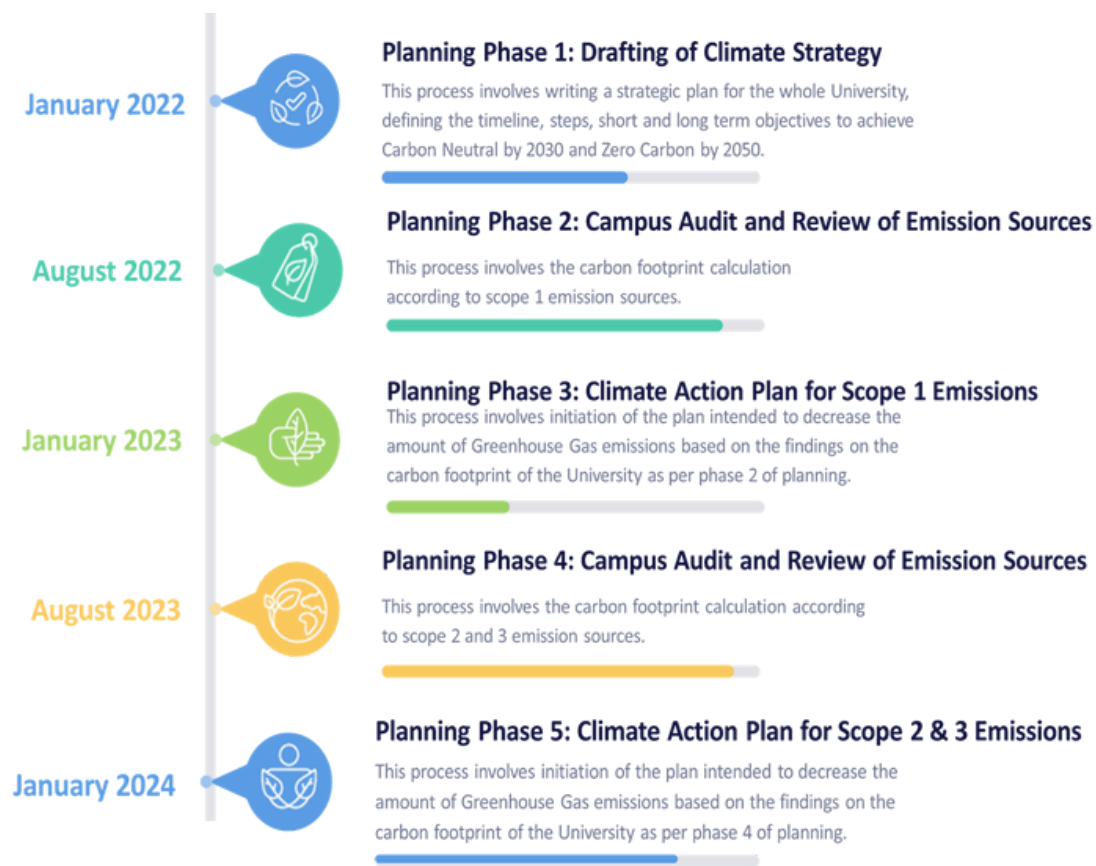 January 2022
Planning Phase 1: Drafting of Climate Strategy
This process involves writing a strategic plan for the whole University,
defining the timeline, steps, short and long term objectives to achieve
Carbon Neutral by 2030 and Zero Carbon by 2050.
August 2022
Planning Phase 2: Campus Audit and Review of Emission Sources
This process involves the carbon footprint calculation
according to scope 1 emission sources.
January 2023
Planning Phase 3: Climate Action Plan for Scope 1 Emissions
This process involves initiation of the plan intended to decrease the
amount of Greenhouse Gas emissions based on the findings on the
carbon footprint of the University as per phase 2 of planning.
August 2023
Planning Phase 4: Campus Audit and Review of Emission Sources
This process involves the carbon footprint calculation according
to scope 2 and 3 emission sources.
January 2024
Planning Phase 5: Climate Action Plan for Scope 2 & 3 Emissions
This process involves initiation of the plan intended to decrease the
amount of Greenhouse Gas emissions based on the findings on the
carbon footprint of the University as per phase 4 of planning.